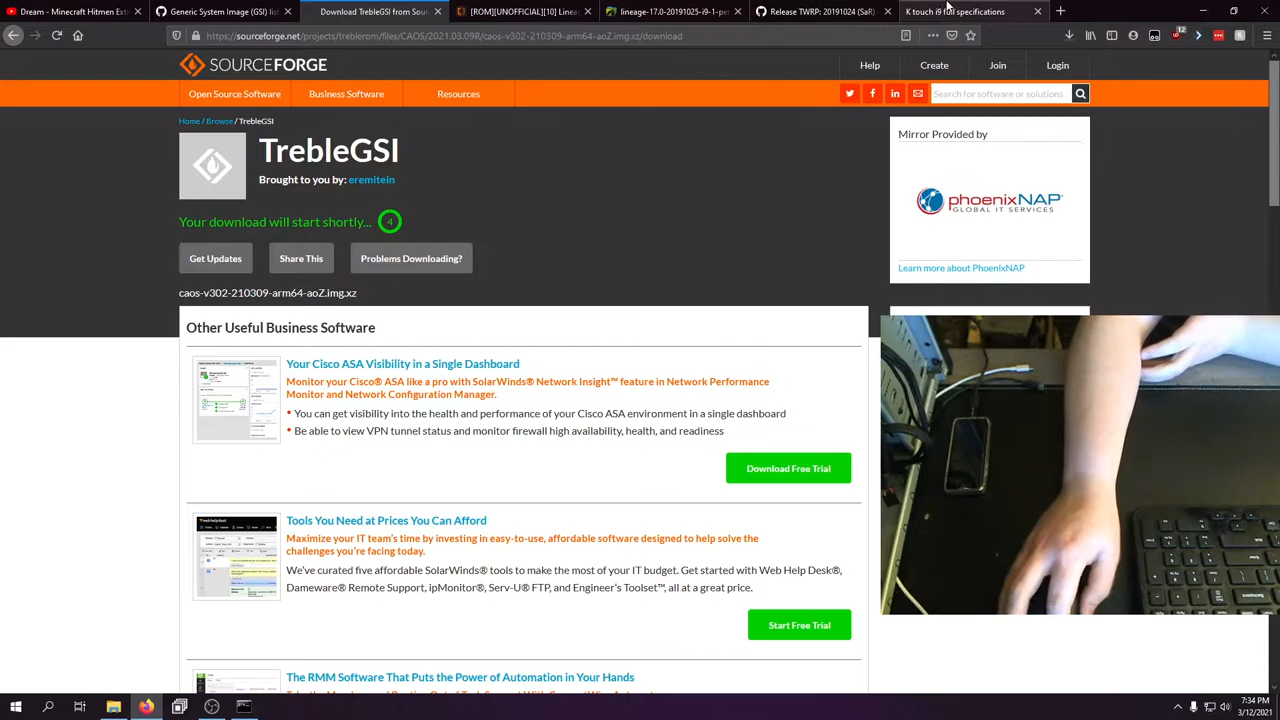 Dream - Minecraft Hitmen Ex
Generic System Image (GSI) lis
Download TrebleGSI from Sour
[ROM][UNOFFICIAL][10] Linea
lineage-17.0-20191025-i9-1-pe
Release TWRP: 20191024 (Sail
K touch i9 full specifications
https://sourceforge.net/projects/treblerom/files/CAOS/2021.03.09R/caos-v302-210309-arm64-aoZ.img.xz/download
12
SOURCEFORGE
Help
Create
Join
Login
Open Source Software
Business Software
Resources
Search for software or solutions
Home / Browse / TrebleGSI
TrebleGSI
Brought to you by: eremitein
Your download will start shortly... 4
Get Updates
Share This
Problems Downloading?
caos-v302-210309-arm64-aoZ.img.xz
Mirror Provided by
phoenixNAP
GLOBAL IT SERVICES
Learn more about PhoenixNAP
Other Useful Business Software
Your Cisco ASA Visibility in a Single Dashboard
Monitor your Cisco® ASA like a pro with SolarWinds® Network Insight™ feature in Network Performance
Monitor and Network Configuration Manager.
You can get visibility into the health and performance of your Cisco ASA environment in a single dashboard
Be able to view VPN tunnel status and monitor firewall high availability, health, and readiness
Download Free Trial
Tools You Need at Prices You Can Afford
Maximize your IT team's time by investing in easy-to-use, affordable software designed to help solve the
challenges you're facing today.
We've curated five affordable SolarWinds® tools to make the most of your IT budget. Get started with Web Help Desk®,
Dameware® Remote Support, ipMonitor®, Serv-U® FTP, and Engineer's Toolset™, all at a great price.
Start Free Trial
The RMM Software That Puts the Power of Automation in Your Hands
7:34 PM
3/12/2021